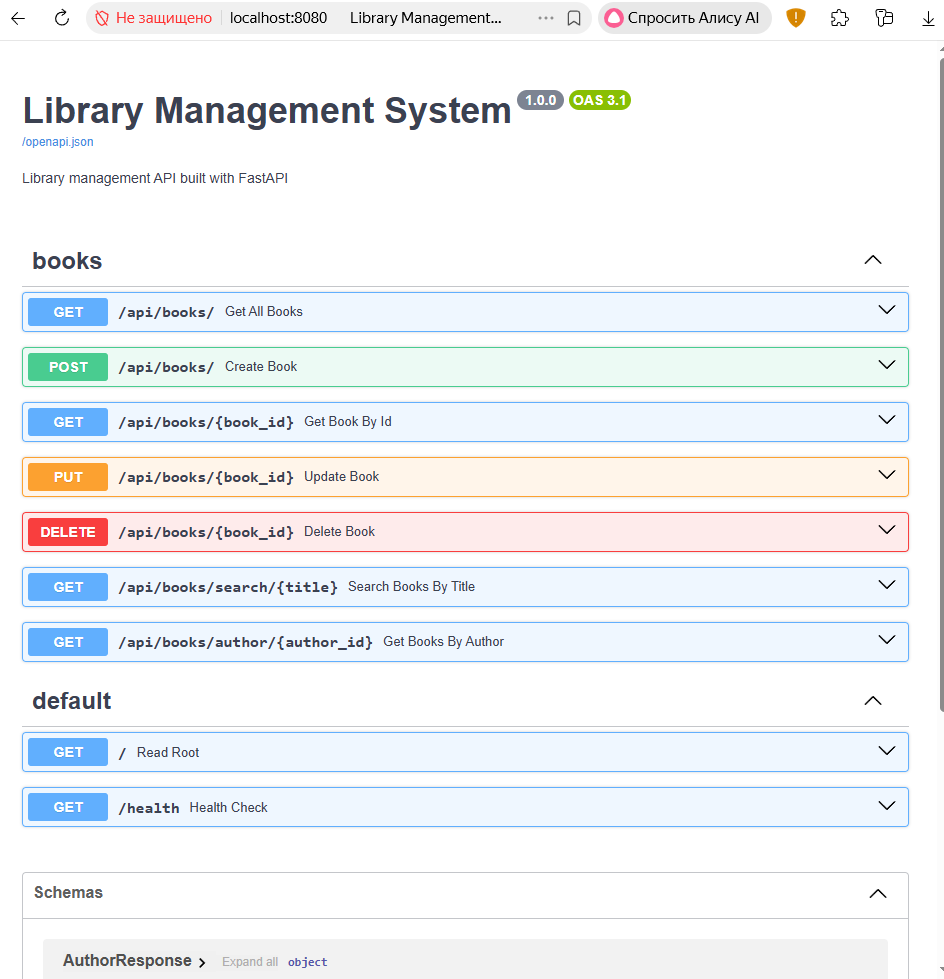 Не защищено localhost:8080 Library Management... Спросить Алису AI
Library Management System 1.0.0 OAS 3.1
/openapi.json
Library management API built with FastAPI
books
GET /api/books/ Get All Books
POST /api/books/ Create Book
GET /api/books/{book_id} Get Book By Id
PUT /api/books/{book_id} Update Book
DELETE /api/books/{book_id} Delete Book
GET /api/books/search/{title} Search Books By Title
GET /api/books/author/{author_id} Get Books By Author
default
GET / Read Root
GET /health Health Check
Schemas
AuthorResponse Expand all object